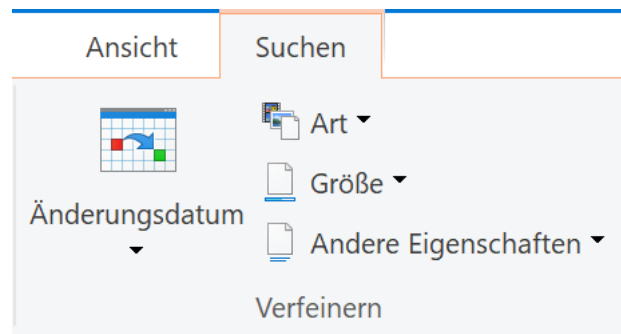 Ansicht
Suchen
Änderungsdatum
Art
Größe
Andere Eigenschaften
Verfeinern